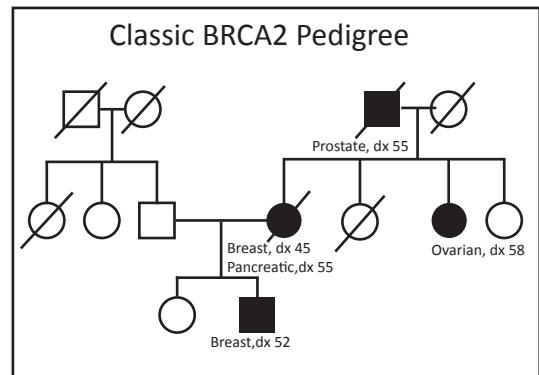 Classic BRCA2 Pedigree
Prostate, dx 55
Breast, dx 45
Pancreatic,dx 55
Ovarian, dx 58
Breast,dx 52